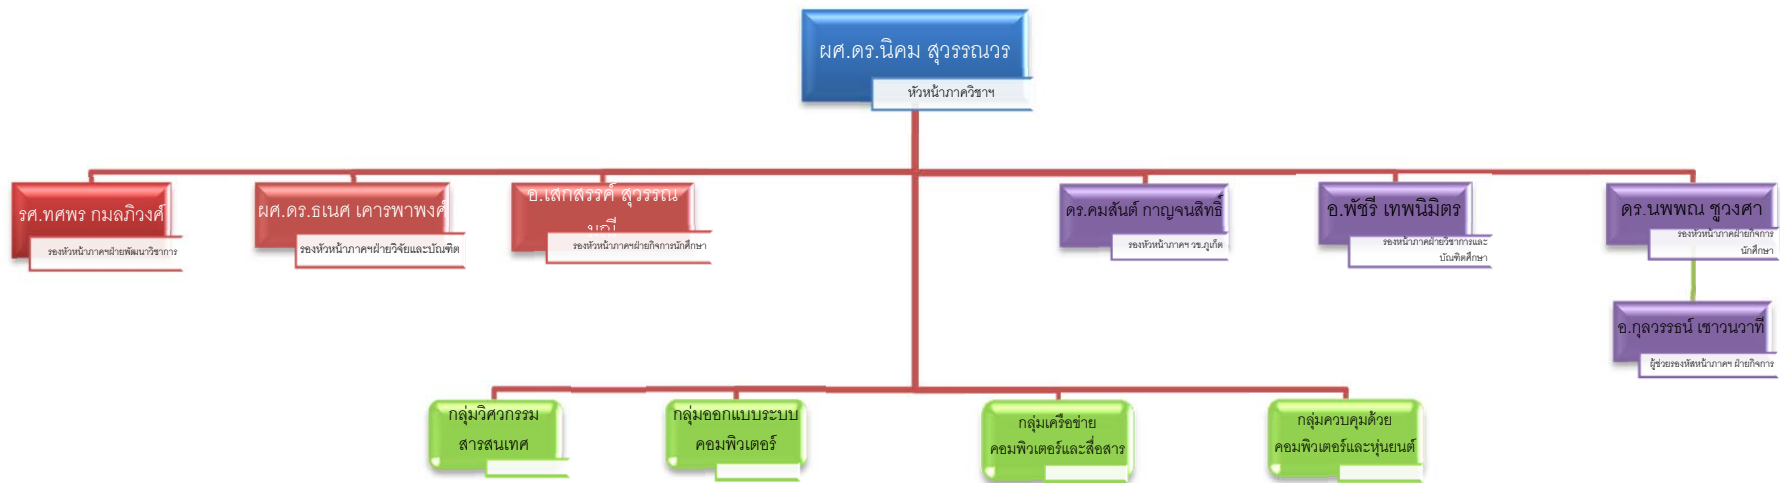 ผศ.ดร.นิคม สุวรรณวร
หัวหน้าภาควิชาฯ
รศ.ทศพร กมลภิวงศ์
รองหัวหน้าภาคฯฝ่ายพัฒนาวิชาการ
ผศ.ดร.ธเนศ เคารพาพงศ์
รองหัวหน้าภาคฯฝ่ายวิจัยและบัณฑิต
อ.เสกสรรค์ สุวรรณ
มณี
รองหัวหน้าภาคฯฝ่ายกิจการนักศึกษา
ดร.คมสันต์ กาญจนสิทธิ์
รองหัวหน้าภาคฯ วข.ภูเก็ต
อ.พัชรี เทพนิมิตร
รองหัวหน้าภาคฝ่ายวิชาการและ
บัณฑิตศึกษา
ดร.นพพณ ชูวงศา
รองหัวหน้าภาคฝ่ายกิจการ
นักศึกษา
อ.กุลวรรธน์ เชาวนวาที
ผู้ช่วยรองหัสหน้าภาคฯ ฝ่ายกิจการ
กลุ่มวิศวกรรม
สารสนเทศ
กลุ่มออกแบบระบบ
คอมพิวเตอร์
กลุ่มเครือข่าย
คอมพิวเตอร์และสื่อสาร
กลุ่มควบคุมด้วย
คอมพิวเตอร์และหุ่นยนต์